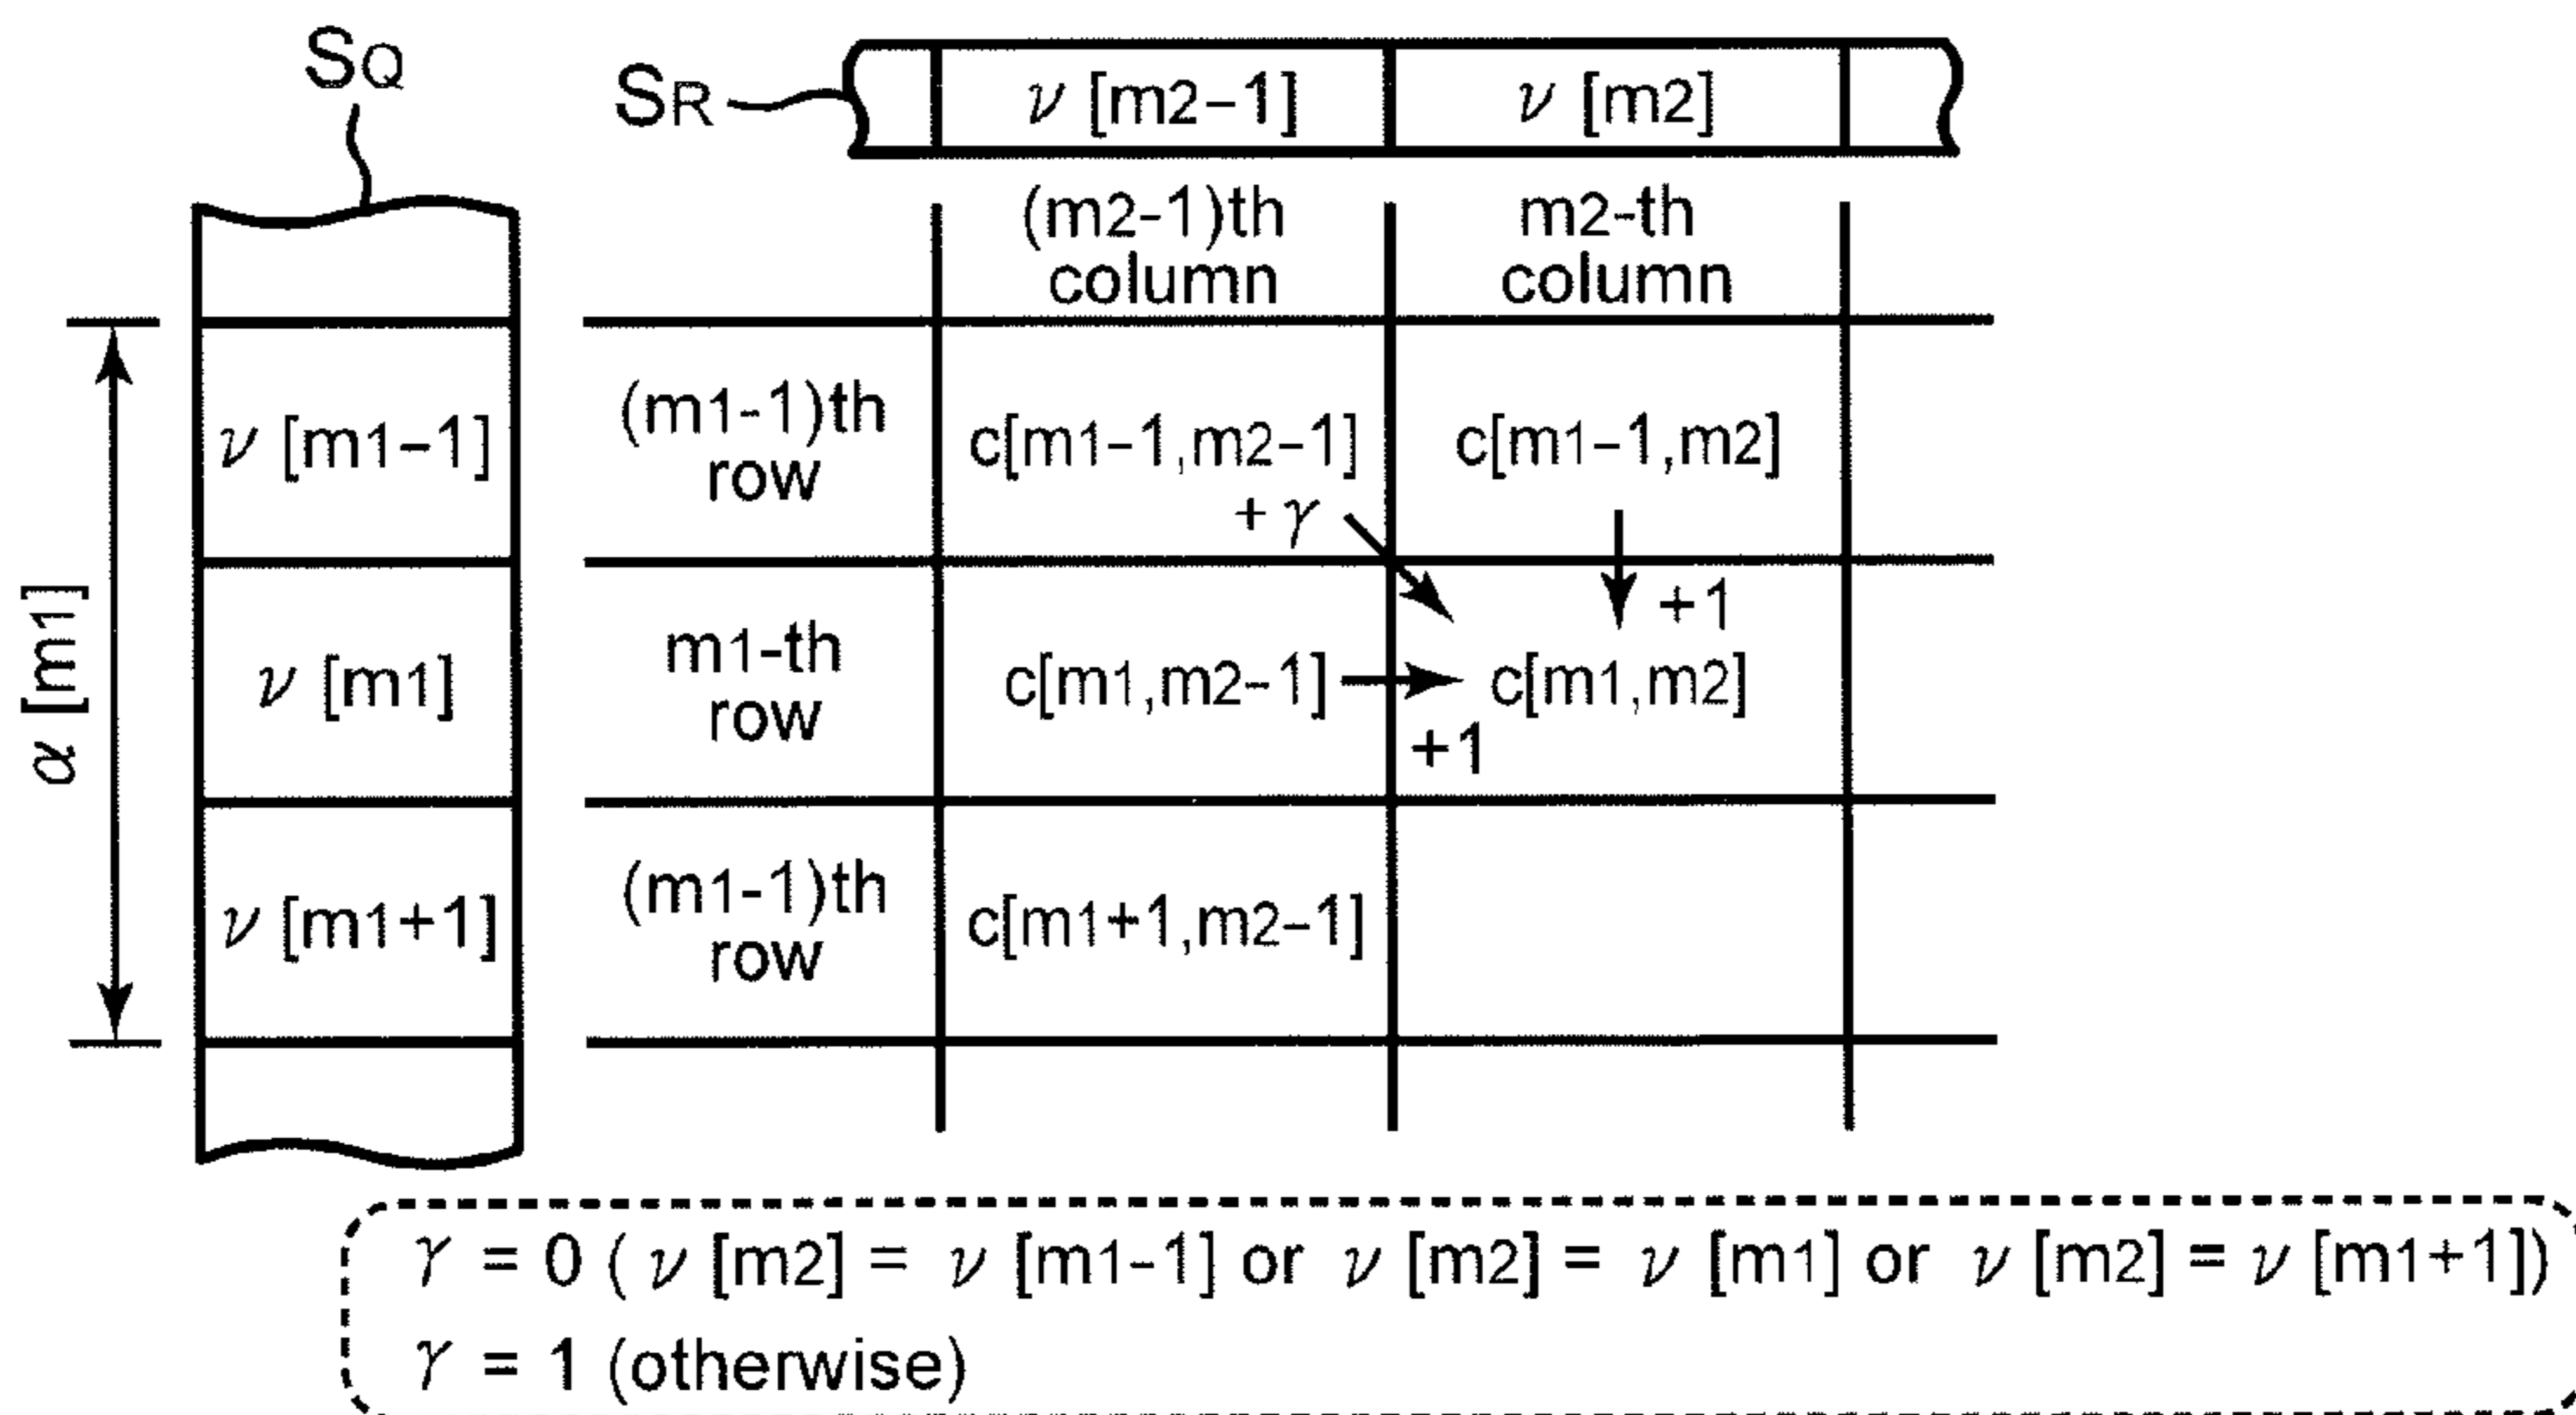 SQ
SR
ν [m2-1] ν [m2]
(m2-1)th column
m2-th column
α [m1]
ν [m1-1]
(m1-1)th row
c[m1-1,m2-1]
c[m1-1,m2]
+ γ
+1
ν [m1]
m1-th row
c[m1,m2-1]
c[m1,m2]
+1
ν [m1+1]
(m1-1)th row
c[m1+1,m2-1]
γ = 0 ( ν [m2] = ν [m1-1] or ν [m2] = ν [m1] or ν [m2] = ν [m1+1])
γ = 1 (otherwise)